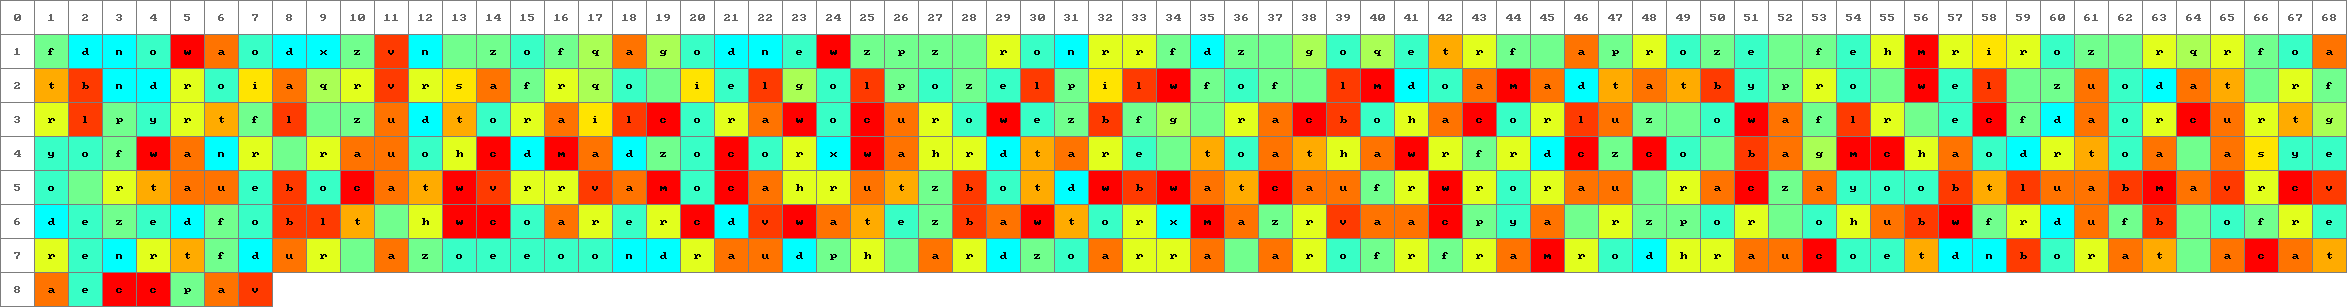 0 1 2 3 4 5 6 7 8 9 10 11 12 13 14 15 16 17 18 19 20 21 22 23 24 25 26 27 28 29 30 31 32 33 34 35 36 37 38 39 40 41 42 43 44 45 46 47 48 49 50 51 52 53 54 55 56 57 58 59 60 61 62 63 64 65 66 67 68
1 f d n o w a o d x z v n z o f q a g o d n e w z p z r o n r r f d z g o q e t r f a p r o z e f e h m r i r o z r q r f o a
2 t b n d r o i a q r v r s a f r q o i e l g o l p o z e l p i l w f o f l m d o a m a d t a t b y p r o w e l z u o d a t r f
3 r l p y r t f l z u d t o r a i l c o r a w o c u r o w e z b f g r a c b o h a c o r l u z o w a f l r e c f d a o r c u r t g
4 y o f w a n r r a u o h c d m a d z o c o r x w a h r d t a r e t o a t h a w r f r d c z c o b a g m c h a o d r t o a a s y e
5 o r t a u e b o c a t w v r r v a m o c a h r u t z b o t d w b w a t c a u f r w r o r a u r a c z a y o o b t l u a b m a v r c v
6 d e z e d f o b l t h w c o a r e r c d v w a t e z b a w t o r x m a z r v a a c p y a r z p o r o h u b w f r d u f b o f r e
7 r e n r t f d u r a z o e e o o n d r a u d p h a r d z o a r r a a r o f r f r a m r o d h r a u c o e t d n b o r a t a c a t
8 a e c c p a v